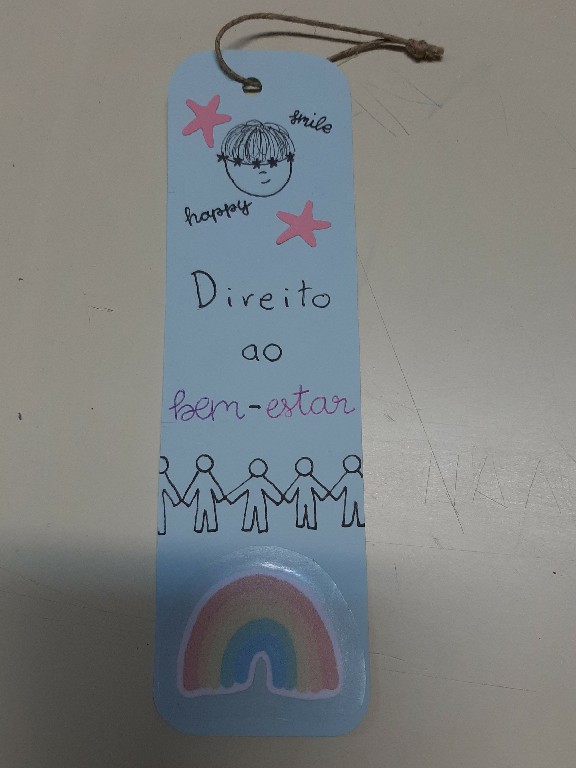 smile
happy
Direito
ao
bem-estar